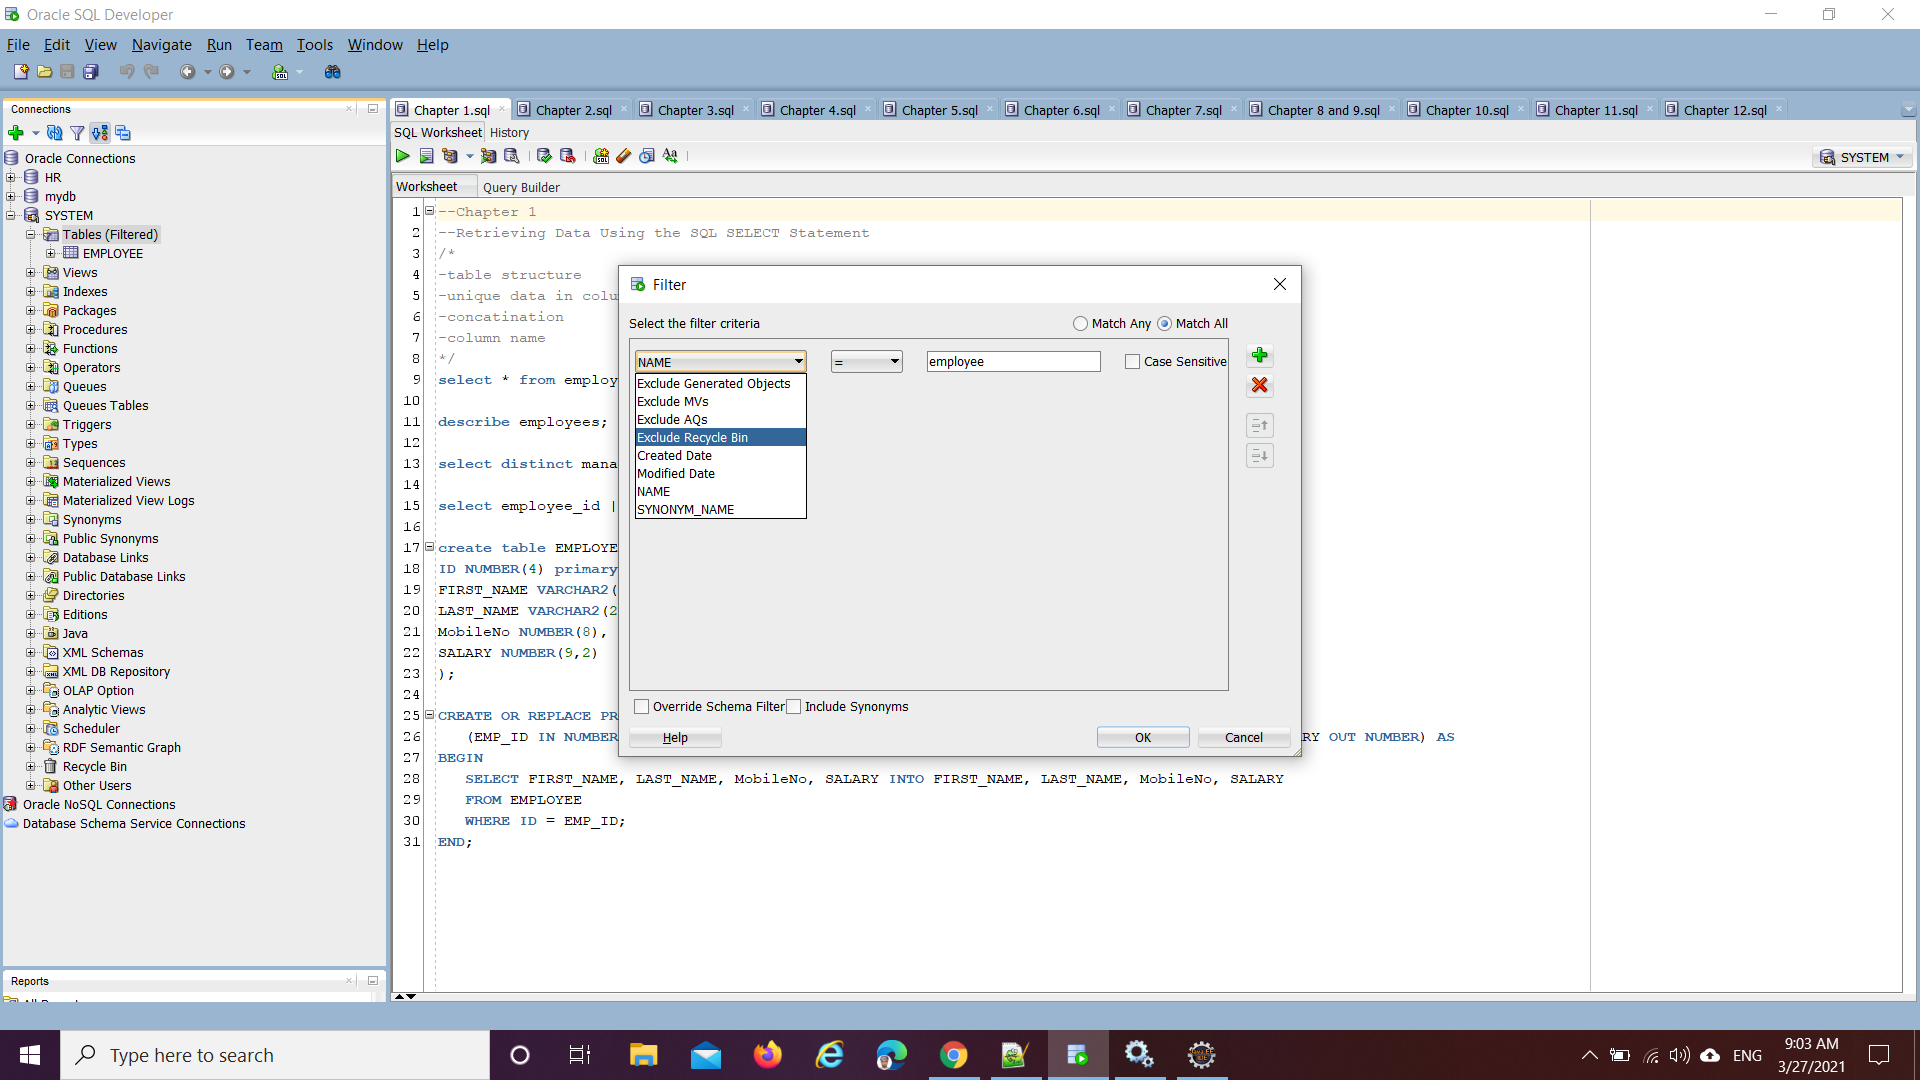 Oracle SQL Developer
File Edit View Navigate Run Team Tools Window Help
Connections
Oracle Connections
HR
mydb
SYSTEM
Tables (Filtered)
EMPLOYEE
Views
Indexes
Packages
Procedures
Functions
Operators
Queues
Queues Tables
Triggers
Types
Sequences
Materialized Views
Materialized View Logs
Synonyms
Public Synonyms
Database Links
Public Database Links
Directories
Editions
Java
XML Schemas
XML DB Repository
OLAP Option
Analytic Views
Scheduler
RDF Semantic Graph
Recycle Bin
Other Users
Oracle NoSQL Connections
Database Schema Service Connections
Reports
Chapter 1.sql Chapter 2.sql Chapter 3.sql Chapter 4.sql Chapter 5.sql Chapter 6.sql Chapter 7.sql Chapter 8 and 9.sql Chapter 10.sql Chapter 11.sql Chapter 12.sql
SQL Worksheet History
SYSTEM
Worksheet Query Builder
1 --Chapter 1
2 --Retrieving Data Using the SQL SELECT Statement
3 /*
4 -table structure
5 -unique data in colu
6 -concatination
7 -column name
8 */
9 select * from employ
10
11 describe employees;
12
13 select distinct mana
14
15 select employee_id |
16
17 create table EMPLOYE
18 ID NUMBER(4) primary
19 FIRST_NAME VARCHAR2(
20 LAST_NAME VARCHAR2(2
21 MobileNo NUMBER(8),
22 SALARY NUMBER(9,2)
23 );
24
25 CREATE OR REPLACE PR
26 (EMP_ID IN NUMBER RY OUT NUMBER) AS
27 BEGIN
28 SELECT FIRST_NAME, LAST_NAME, MobileNo, SALARY INTO FIRST_NAME, LAST_NAME, MobileNo, SALARY
29 FROM EMPLOYEE
30 WHERE ID = EMP_ID;
31 END;
Filter
Select the filter criteria
Match Any Match All
NAME = employee Case Sensitive
Exclude Generated Objects
Exclude MVs
Exclude AQs
Exclude Recycle Bin
Created Date
Modified Date
NAME
SYNONYM_NAME
Override Schema Filter Include Synonyms
Help OK Cancel
Type here to search
ENG
9:03 AM
3/27/2021